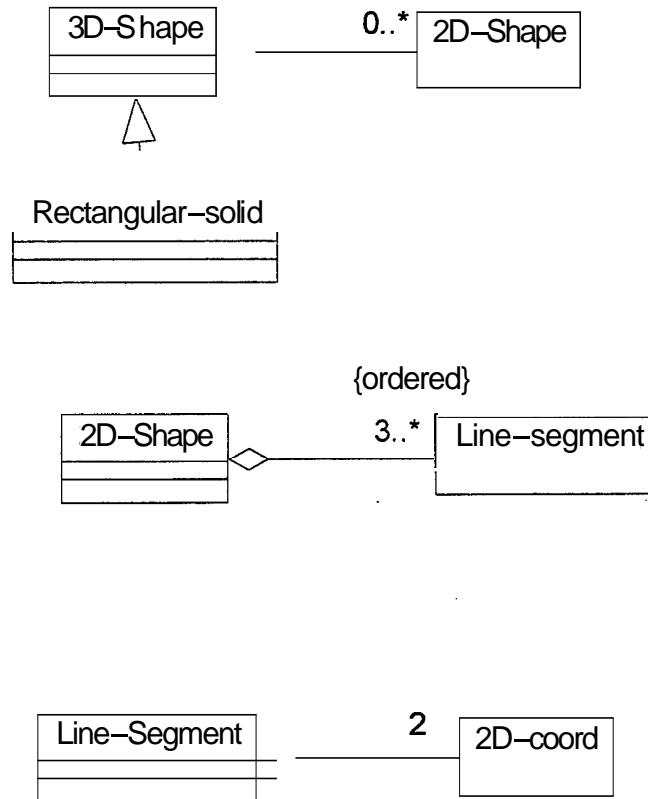 3D–Shape
0..*
2D–Shape
Rectangular–solid
{ordered}
2D–Shape
3..*
Line–segment
Line–Segment
2
2D–coord